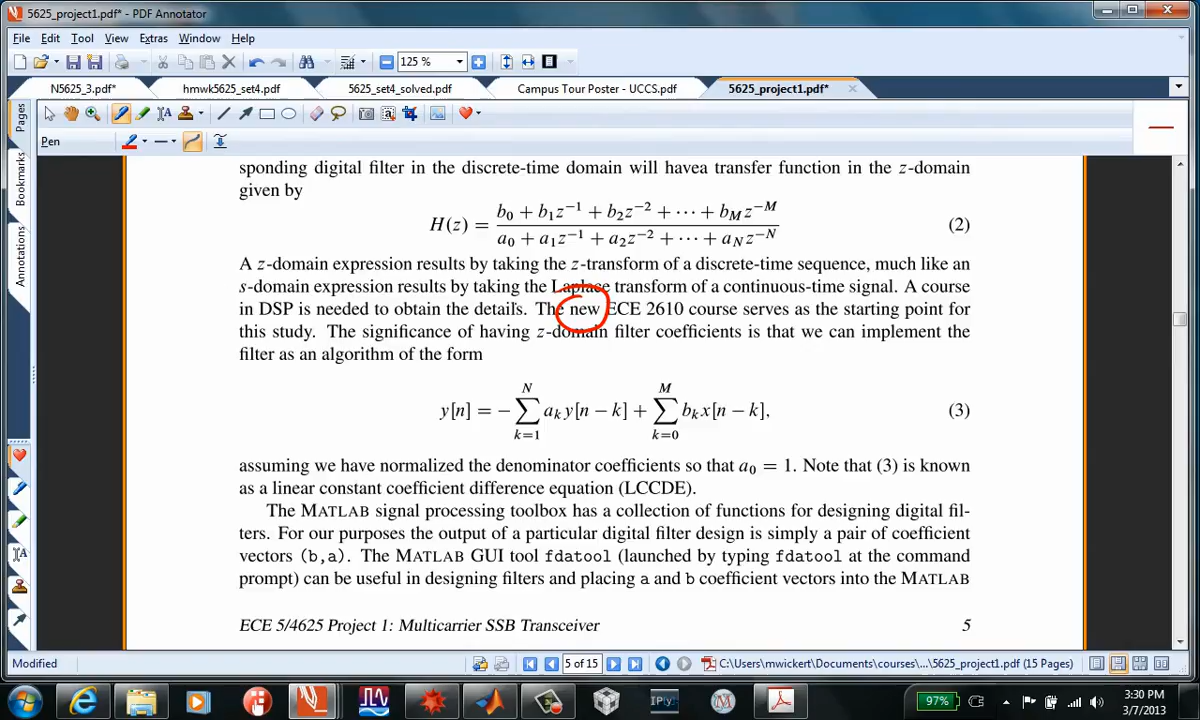 5625_project1.pdf* - PDF Annotator
File Edit Tool View Extras Window Help
125 %
N5625_3.pdf* hmwk5625_set4.pdf 5625_set4_solved.pdf Campus Tour Poster - UCCS.pdf 5625_project1.pdf*
Pen
Pages
Bookmarks
Annotations
sponding digital filter in the discrete-time domain will havea transfer function in the z-domain
given by
H(z) = (b₀ + b₁z⁻¹ + b₂z⁻² + ⋯ + b_M z^{-M}) / (a₀ + a₁z⁻¹ + a₂z⁻² + ⋯ + a_N z^{-N}) (2)
A z-domain expression results by taking the z-transform of a discrete-time sequence, much like an
s-domain expression results by taking the Laplace transform of a continuous-time signal. A course
in DSP is needed to obtain the details. The new ECE 2610 course serves as the starting point for
this study. The significance of having z-domain filter coefficients is that we can implement the
filter as an algorithm of the form
y[n] = − ∑_{k=1}^{N} a_k y[n − k] + ∑_{k=0}^{M} b_k x[n − k], (3)
assuming we have normalized the denominator coefficients so that a₀ = 1. Note that (3) is known
as a linear constant coefficient difference equation (LCCDE).
The MATLAB signal processing toolbox has a collection of functions for designing digital fil-
ters. For our purposes the output of a particular digital filter design is simply a pair of coefficient
vectors (b,a). The MATLAB GUI tool fdatool (launched by typing fdatool at the command
prompt) can be useful in designing filters and placing a and b coefficient vectors into the MATLAB
ECE 5/4625 Project 1: Multicarrier SSB Transceiver 5
Modified 5 of 15 C:\Users\mwickert\Documents\courses\...\5625_project1.pdf (15 Pages)
IP[y]: 97% 3:30 PM
3/7/2013